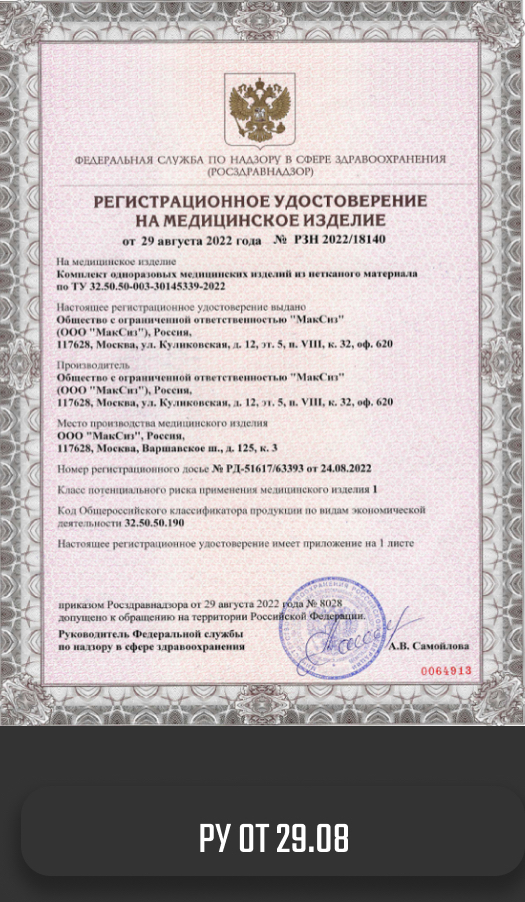 ФЕДЕРАЛЬНАЯ СЛУЖБА ПО НАДЗОРУ В СФЕРЕ ЗДРАВООХРАНЕНИЯ
(РОСЗДРАВНАДЗОР)
РЕГИСТРАЦИОННОЕ УДОСТОВЕРЕНИЕ
НА МЕДИЦИНСКОЕ ИЗДЕЛИЕ
от 29 августа 2022 года № РЗН 2022/18140
На медицинское изделие
Комплект одноразовых медицинских изделий из нетканого материала
по ТУ 32.50.50-003-30145339-2022
Настоящее регистрационное удостоверение выдано
Общество с ограниченной ответственностью "МакСиз"
(ООО "МакСиз"), Россия,
117628, Москва, ул. Куликовская, д. 12, эт. 5, п. VIII, к. 32, оф. 620
Производитель
Общество с ограниченной ответственностью "МакСиз"
(ООО "МакСиз"), Россия,
117628, Москва, ул. Куликовская, д. 12, эт. 5, п. VIII, к. 32, оф. 620
Место производства медицинского изделия
ООО "МакСиз", Россия,
117628, Москва, Варшавское ш., д. 125, к. 3
Номер регистрационного досье № РД-51617/63393 от 24.08.2022
Класс потенциального риска применения медицинского изделия 1
Код Общероссийского классификатора продукции по видам экономической
деятельности 32.50.50.190
Настоящее регистрационное удостоверение имеет приложение на 1 листе
приказом Росздравнадзора от 29 августа 2022 года № 8028
допущено к обращению на территории Российской Федерации.
Руководитель Федеральной службы
по надзору в сфере здравоохранения
А.В. Самойлова
0064913
РУ ОТ 29.08